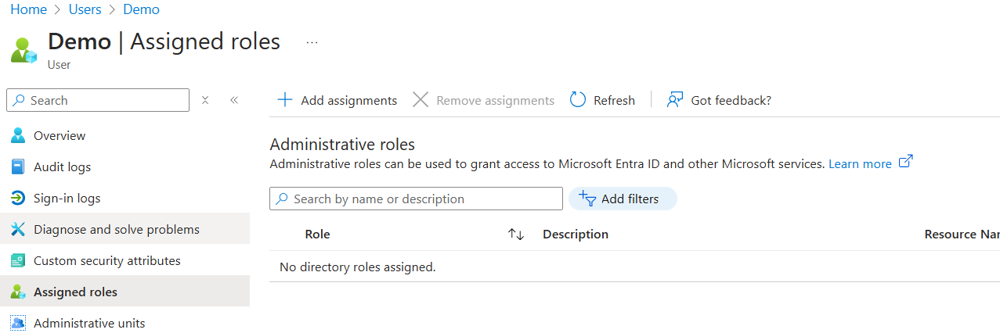 Home > Users > Demo
Demo | Assigned roles ...
User
Search
Overview
Audit logs
Sign-in logs
Diagnose and solve problems
Custom security attributes
Assigned roles
Administrative units
Add assignments Remove assignments Refresh Got feedback?
Administrative roles
Administrative roles can be used to grant access to Microsoft Entra ID and other Microsoft services. Learn more
Search by name or description Add filters
Role Description Resource Nar
No directory roles assigned.